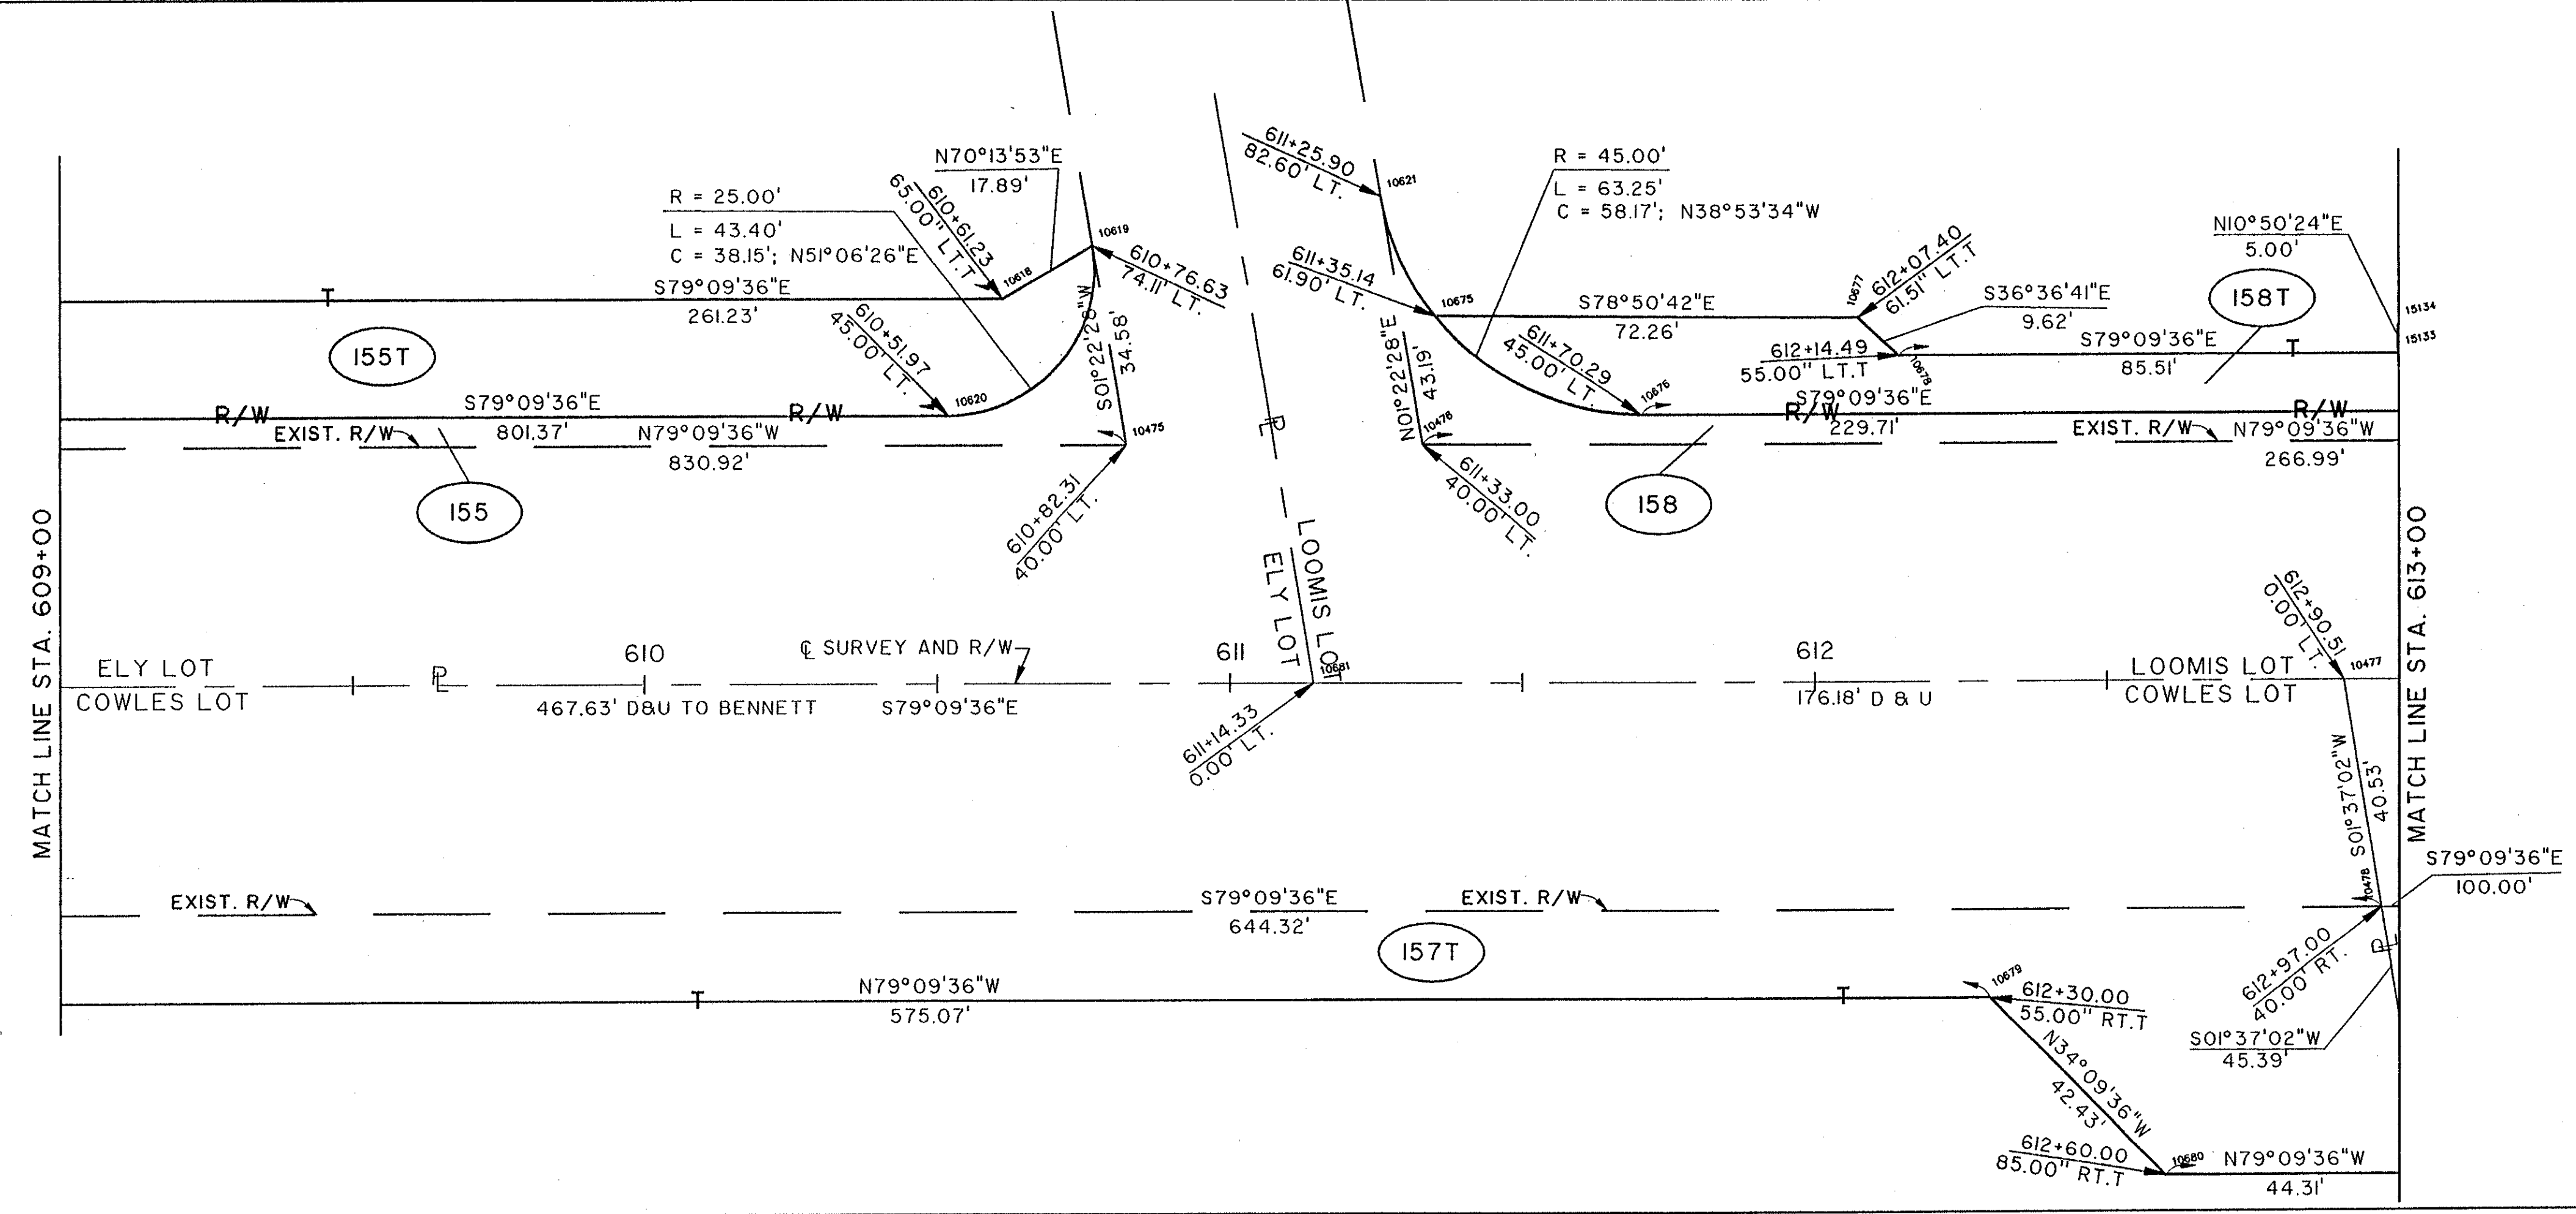 MATCH LINE STA. 609+00
N70°13'53"E
17.89'
R = 25.00'
L = 43.40'
C = 38.15'; N51°06'26"E
610+61.23
65.00" LT.T
10618
10619
610+76.63
74.11' LT.
S79°09'36"E
261.23'
T
155T
610+51.97
45.00' LT.
10620
S01°22'28"W
34.58'
10475
R/W
S79°09'36"E
801.37'
R/W
EXIST. R/W
N79°09'36"W
830.92'
155
610+82.31
40.00' LT.
611+25.90
82.60' LT.
10621
R = 45.00'
L = 63.25'
C = 58.17'; N38°53'34"W
611+35.14
61.90' LT.
10675
S78°50'42"E
72.26'
10677
612+07.40
61.51" LT.T
S36°36'41"E
9.62'
N10°50'24"E
5.00'
158T
15134
15133
612+14.49
55.00" LT.T
10678
S79°09'36"E
85.51'
T
N01°22'28"E
43.19'
10476
611+70.29
45.00' LT.
10676
S79°09'36"E
R/W
229.71'
R/W
EXIST. R/W
N79°09'36"W
266.99'
611+33.00
40.00' LT.
158
PL
LOOMIS LOT
ELY LOT
10681
611+14.33
0.00' LT.
ELY LOT
COWLES LOT
PL
610
℄ SURVEY AND R/W
611
612
467.63' D&U TO BENNETT
S79°09'36"E
176.18' D & U
LOOMIS LOT
COWLES LOT
612+90.51
0.00' LT.
10477
MATCH LINE STA. 613+00
S01°37'02"W
40.53'
10478
S79°09'36"E
100.00'
EXIST. R/W
S79°09'36"E
644.32'
EXIST. R/W
157T
612+97.00
40.00' RT.
PL
S01°37'02"W
45.39'
T
N79°09'36"W
575.07'
T
10679
612+30.00
55.00" RT.T
N34°09'36"W
42.43'
612+60.00
85.00" RT.T
10680
N79°09'36"W
44.31'